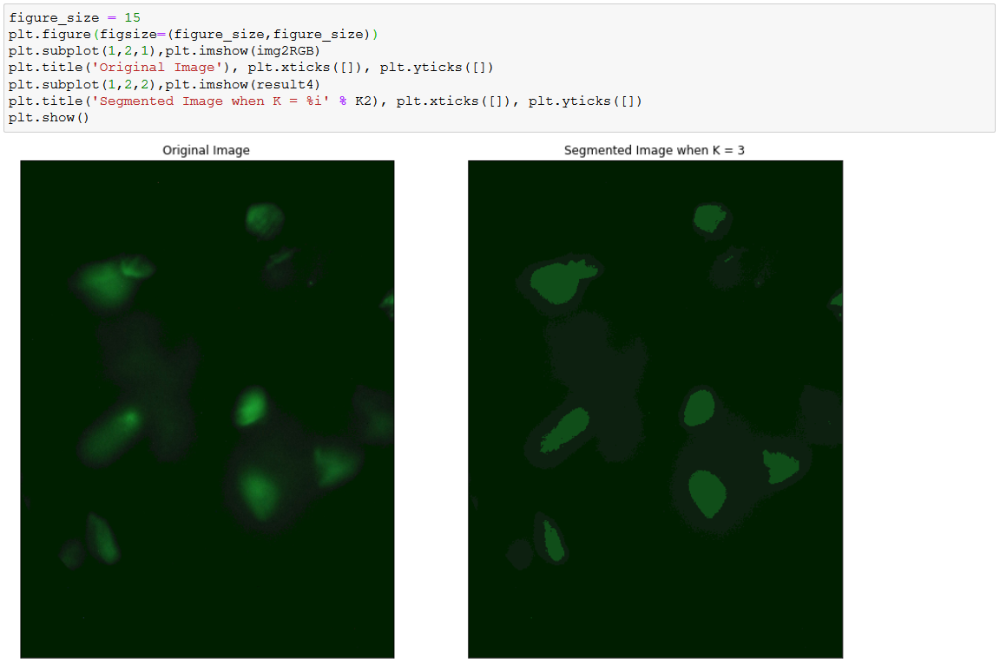 figure_size = 15
plt.figure(figsize=(figure_size,figure_size))
plt.subplot(1,2,1),plt.imshow(img2RGB)
plt.title('Original Image'), plt.xticks([]), plt.yticks([])
plt.subplot(1,2,2),plt.imshow(result4)
plt.title('Segmented Image when K = %i' % K2), plt.xticks([]), plt.yticks([])
plt.show()
Original Image
Segmented Image when K = 3